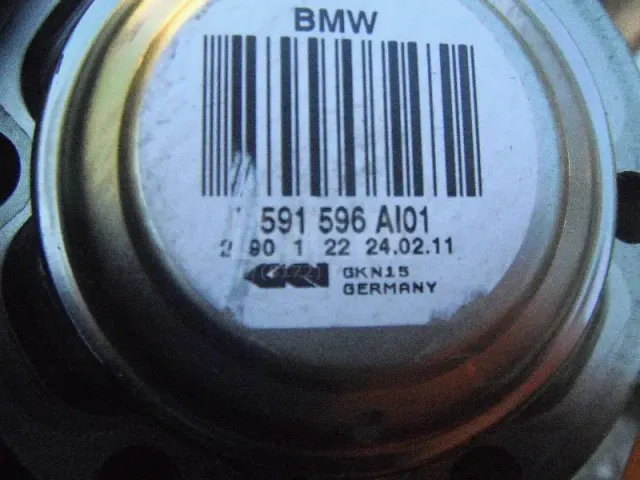 BMW
591 596 AI01
2 90 1 22 24.02.11
GKN15
GERMANY